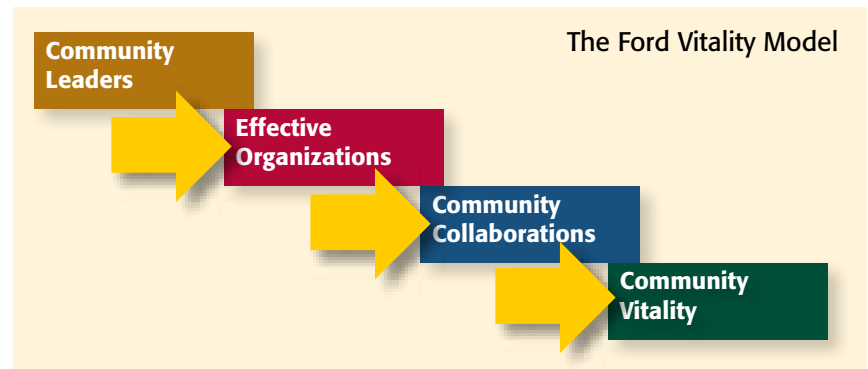 The Ford Vitality Model
Community
Leaders
Effective
Organizations
Community
Collaborations
Community
Vitality